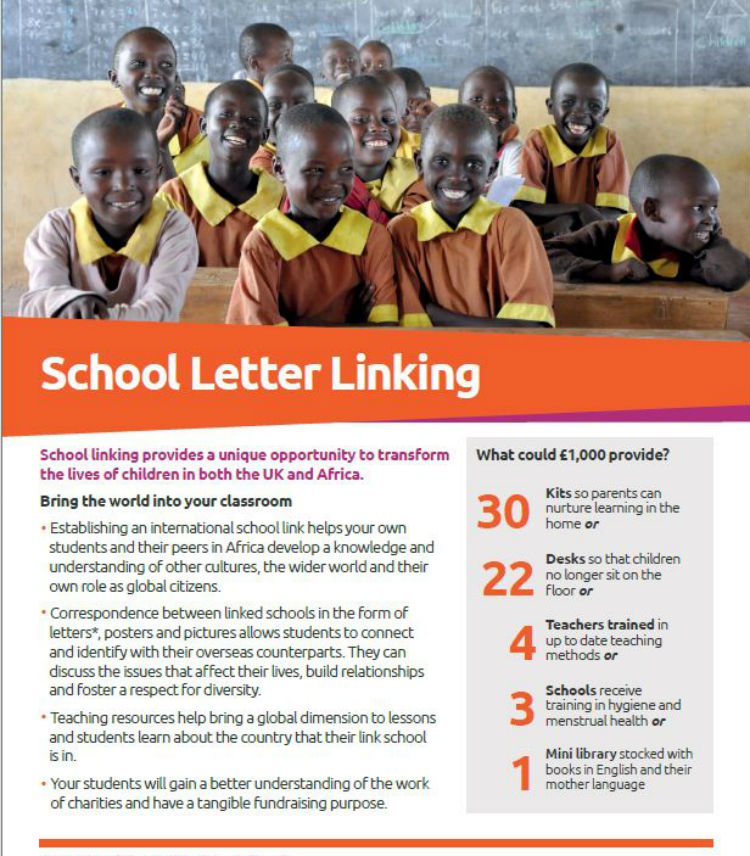 School Letter Linking
School linking provides a unique opportunity to transform
the lives of children in both the UK and Africa.
Bring the world into your classroom
• Establishing an international school link helps your own
students and their peers in Africa develop a knowledge and
understanding of other cultures, the wider world and their
own role as global citizens.
• Correspondence between linked schools in the form of
letters*, posters and pictures allows students to connect
and identify with their overseas counterparts. They can
discuss the issues that affect their lives, build relationships
and foster a respect for diversity.
• Teaching resources help bring a global dimension to lessons
and students learn about the country that their link school
is in.
• Your students will gain a better understanding of the work
of charities and have a tangible fundraising purpose.
What could £1,000 provide?
30 Kits so parents can
nurture learning in the
home or
22 Desks so that children
no longer sit on the
floor or
4 Teachers trained in
up to date teaching
methods or
3 Schools receive
training in hygiene and
menstrual health or
1 Mini library stocked with
books in English and their
mother language